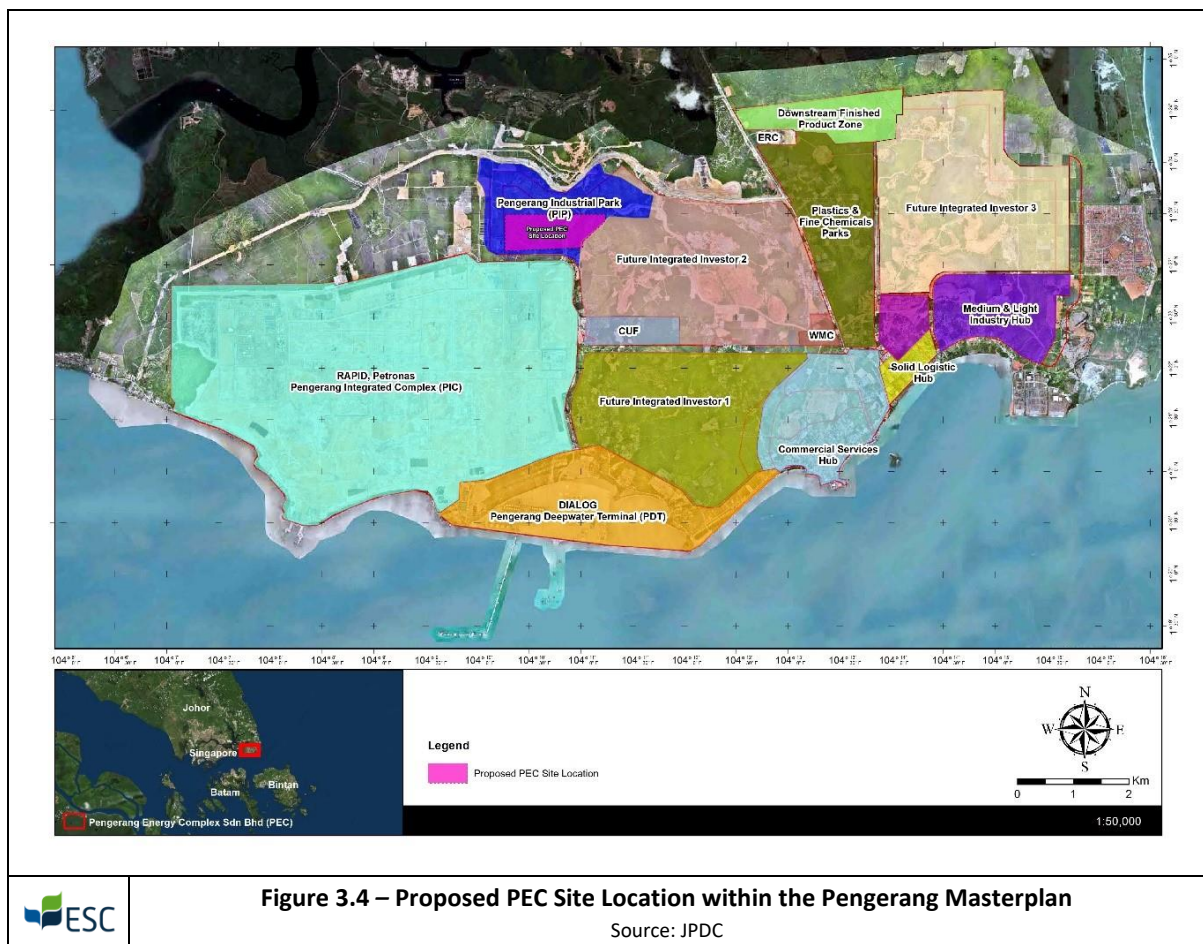 Downstream Finished
Product Zone
ERC
Pengerang Industrial Park
(PIP)
Proposed PEC
Site Location
Plastics &
Fine Chemicals
Parks
Future Integrated Investor 3
Future Integrated Investor 2
Medium & Light
Industry Hub
CUF
WMC
Solid Logistic
Hub
RAPID, Petronas
Pengerang Integrated Complex (PIC)
Future Integrated Investor 1
Commercial Services
Hub
DIALOG
Pengerang Deepwater Terminal (PDT)
Johor
Singapore
Batam
Bintan
Pengerang Energy Complex Sdn Bhd (PEC)
Legend
Proposed PEC Site Location
N
W E
S
Km
0 1 2
1:50,000
ESC
Figure 3.4 – Proposed PEC Site Location within the Pengerang Masterplan
Source: JPDC